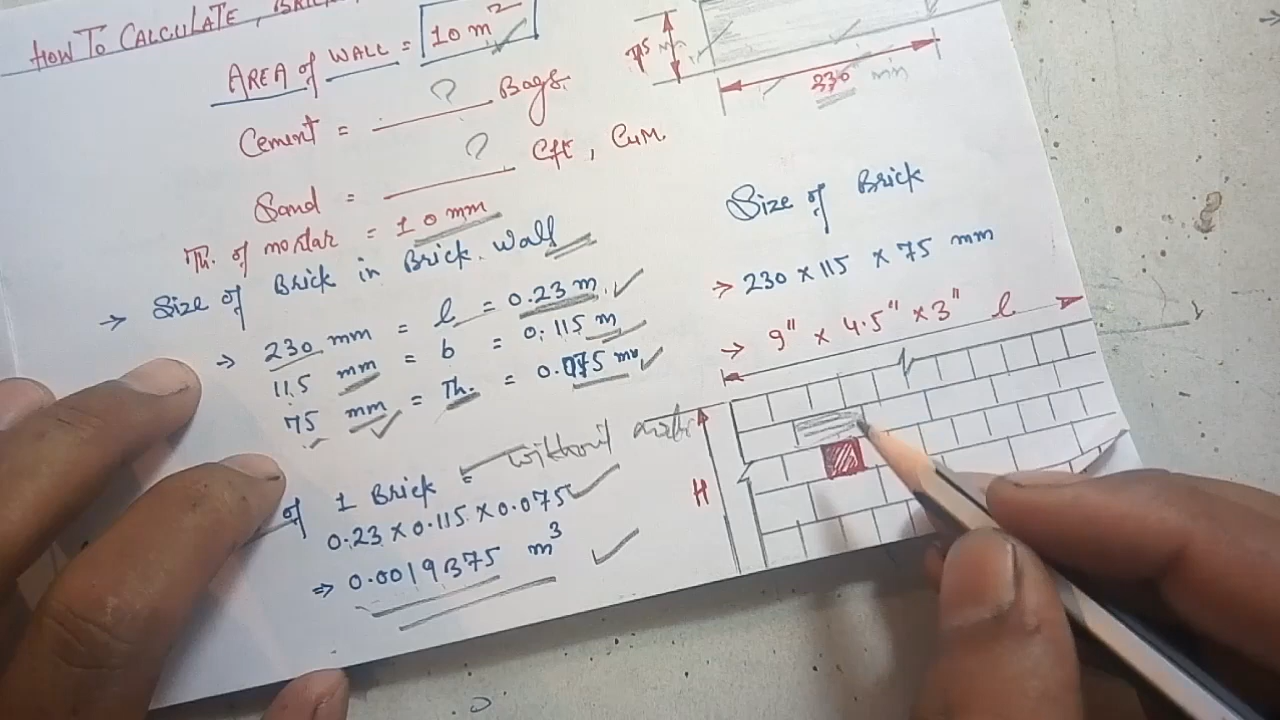 HOW TO CALCULATE, BRICK
AREA of WALL = 10 m²
Cement = ? Bags.
Sand = ? Cft, Cum.
Th. of mortar = 10 mm
→ Size of Brick in Brick Wall
→ 230 mm = l = 0.23 m
115 mm = b = 0.115 m
75 mm = Th. = 0.075 m
of 1 Brick without
0.23 x 0.115 x 0.075
⇒ 0.0019375 m³
75 mm
230 mm
Size of Brick
→ 230 x 115 x 75 mm
→ 9" x 4.5" x 3" l
H